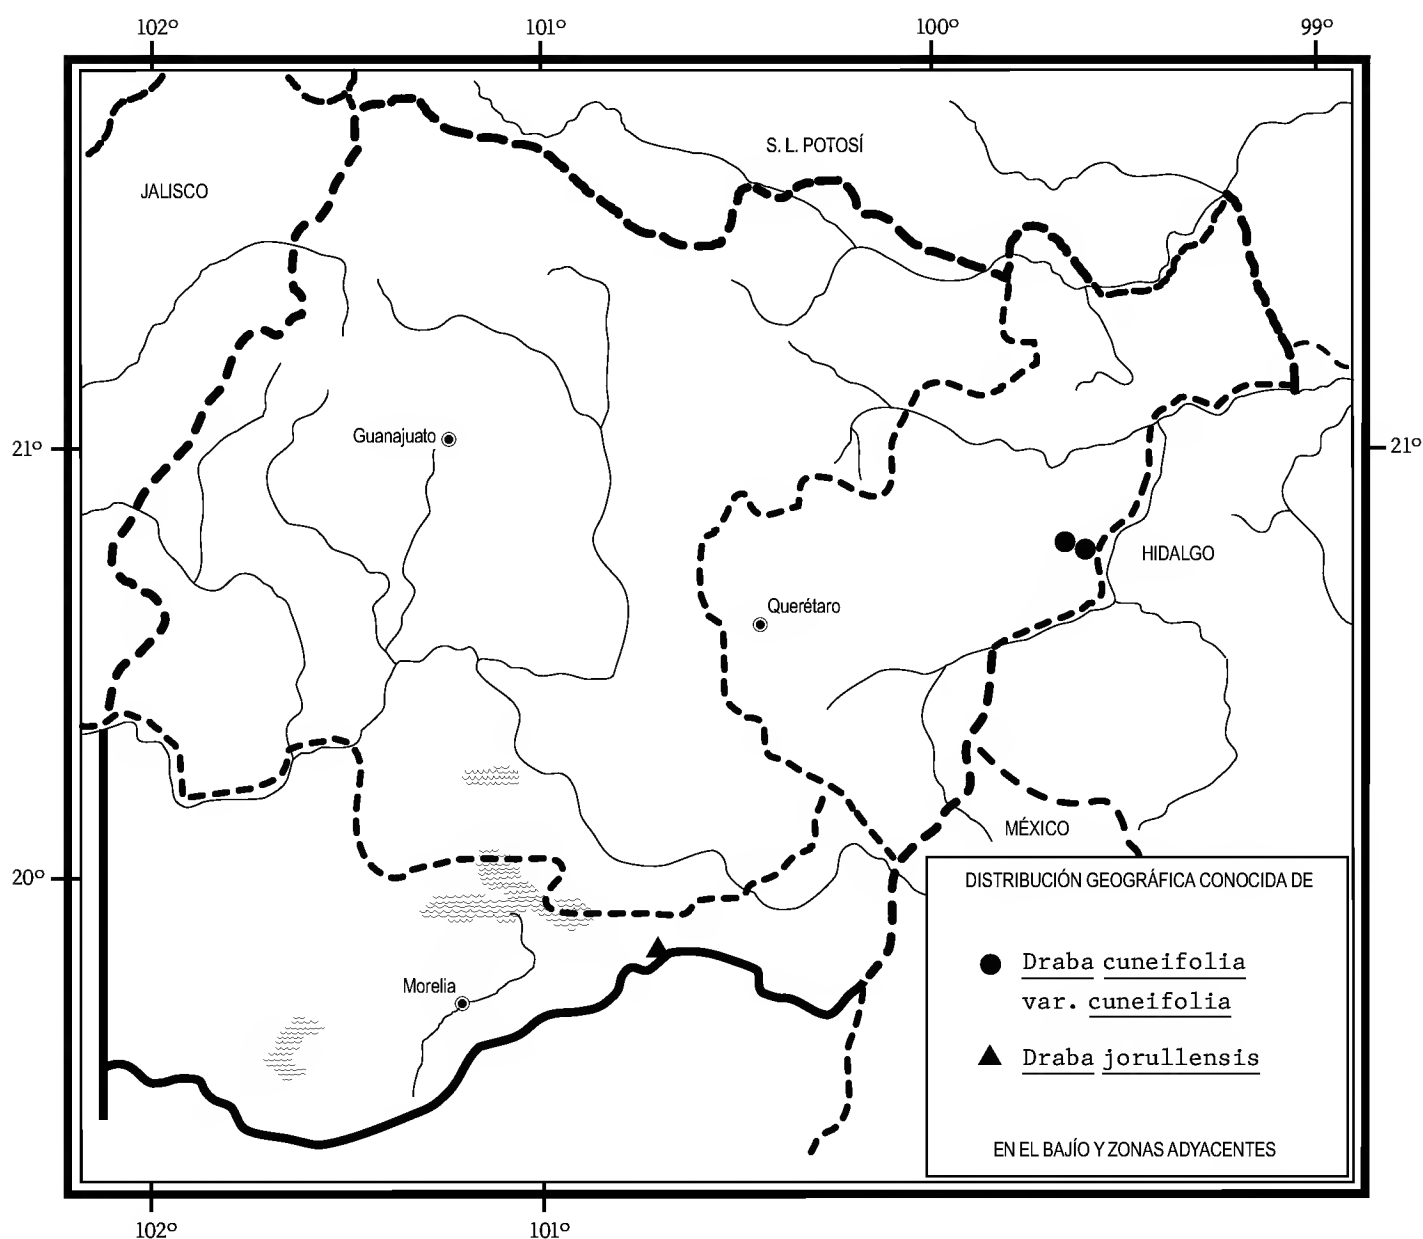 102º 101º 100º 99º
S. L. POTOSÍ
JALISCO
Guanajuato
21º 21º
HIDALGO
Querétaro
MÉXICO
20º
DISTRIBUCIÓN GEOGRÁFICA CONOCIDA DE
Draba cuneifolia
var. cuneifolia
Morelia
Draba jorullensis
EN EL BAJÍO Y ZONAS ADYACENTES
102º 101º